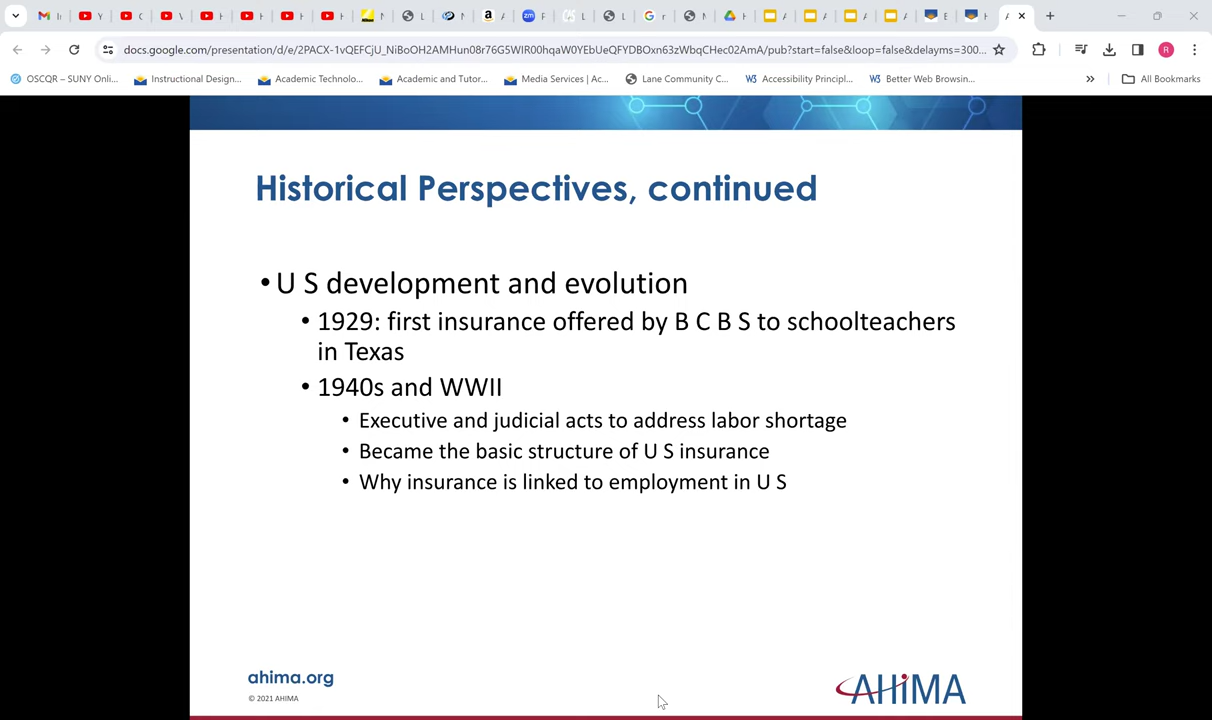 Y
H
H
H
H
L
N
A
F
L
L
r
M
H
A
A
A
A
E
H
A
docs.google.com/presentation/d/e/2PACX-1vQEFCjU_NiBoOH2AMHun08r76G5WIR00hqaW0YEbUeQFYDBOxn63zWbqCHec02AmA/pub?start=false&loop=false&delayms=300...
R
OSCQR – SUNY Onli...
Instructional Design...
Academic Technolo...
Academic and Tutor...
Media Services | Ac...
Lane Community C...
Accessibility Principl...
Better Web Browsin...
»
All Bookmarks
Historical Perspectives, continued
• U S development and evolution
• 1929: first insurance offered by B C B S to schoolteachers
in Texas
• 1940s and WWII
• Executive and judicial acts to address labor shortage
• Became the basic structure of U S insurance
• Why insurance is linked to employment in U S
ahima.org
© 2021 AHIMA
AHiMA